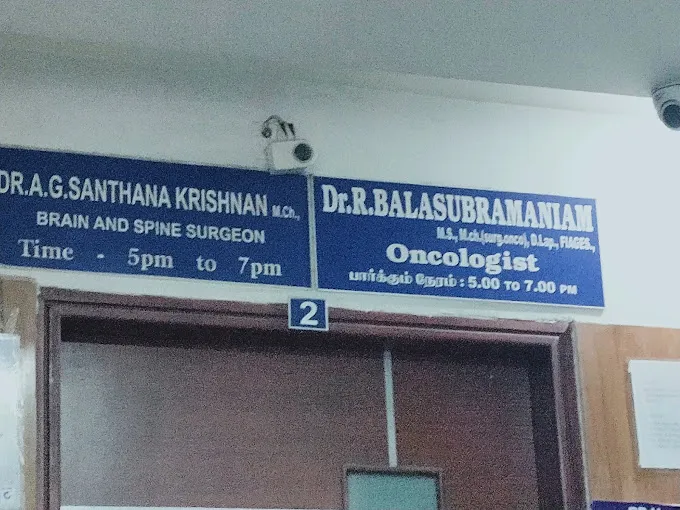 DR.A.G.SANTHANA KRISHNAN M.Ch.,
BRAIN AND SPINE SURGEON
Time - 5pm to 7pm
Dr.R.BALASUBRAMANIAM
M.S., M.ch.(surg.onco), D.Lap., FIAGES.,
Oncologist
பார்க்கும் நேரம் : 5.00 TO 7.00 PM
2